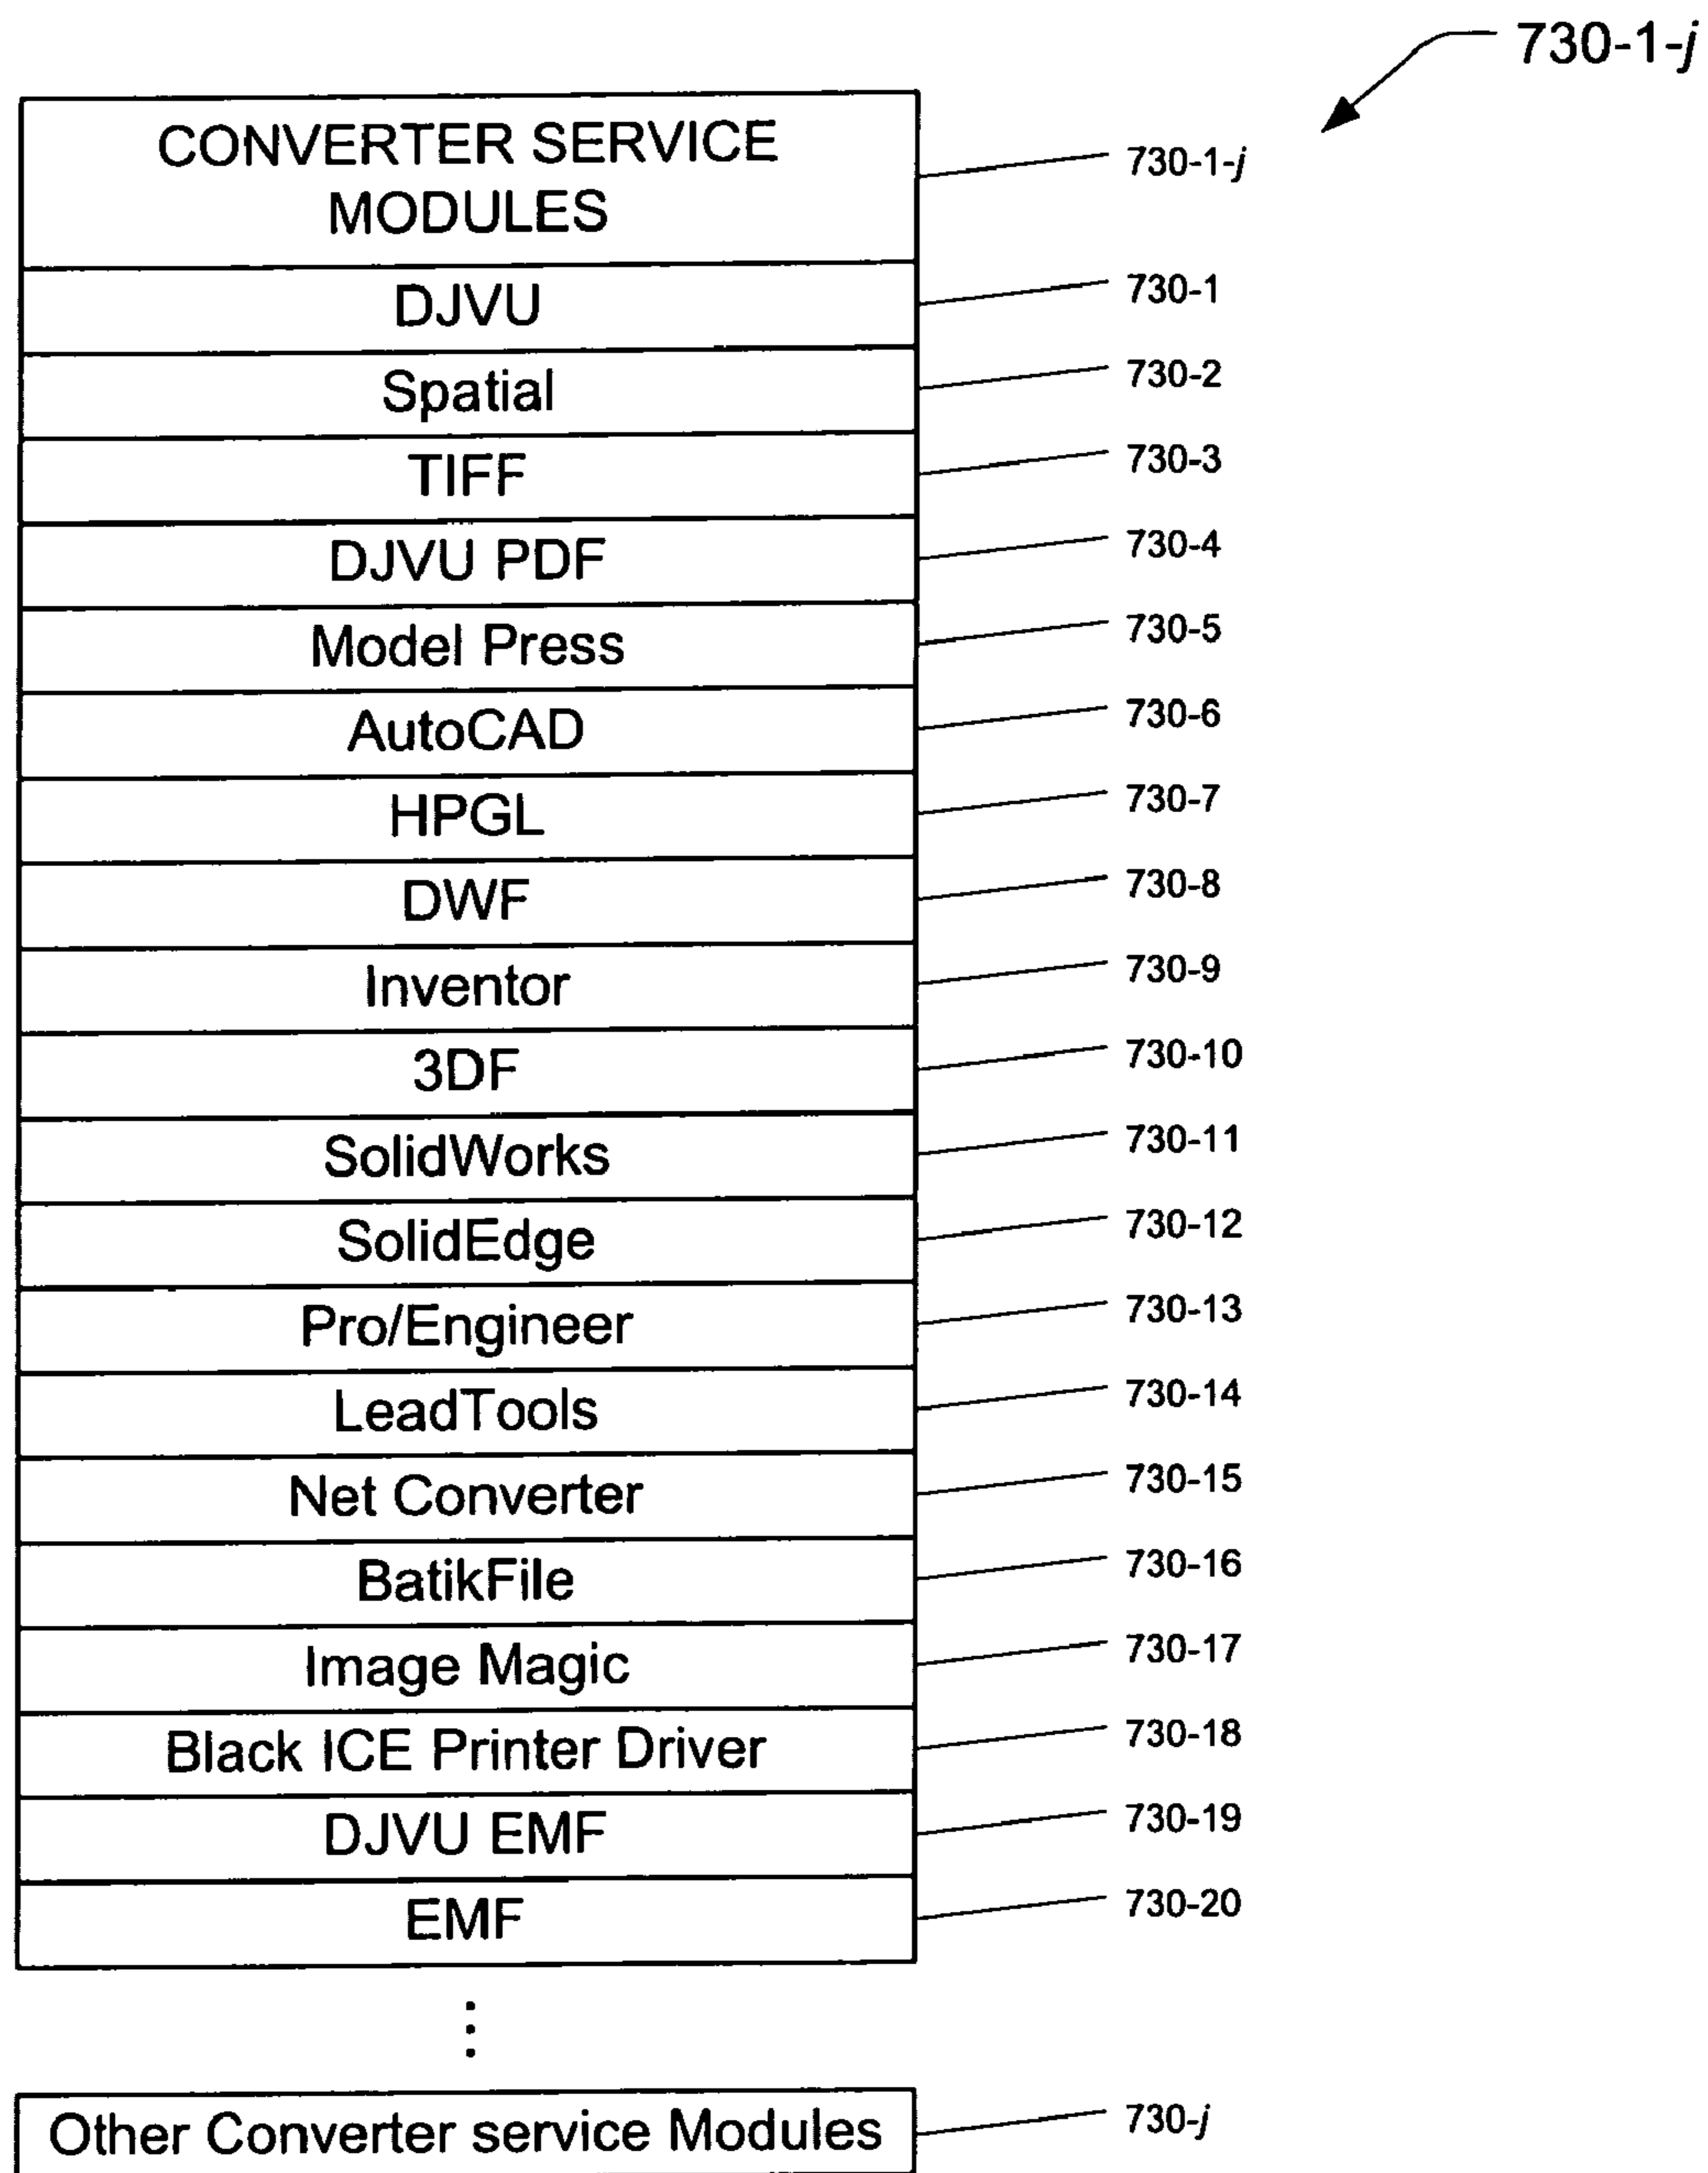 730-1-j
CONVERTER SERVICE
MODULES
730-1-j
DJVU
730-1
Spatial
730-2
TIFF
730-3
DJVU PDF
730-4
Model Press
730-5
AutoCAD
730-6
HPGL
730-7
DWF
730-8
Inventor
730-9
3DF
730-10
SolidWorks
730-11
SolidEdge
730-12
Pro/Engineer
730-13
LeadTools
730-14
Net Converter
730-15
BatikFile
730-16
Image Magic
730-17
Black ICE Printer Driver
730-18
DJVU EMF
730-19
EMF
730-20
Other Converter service Modules
730-j